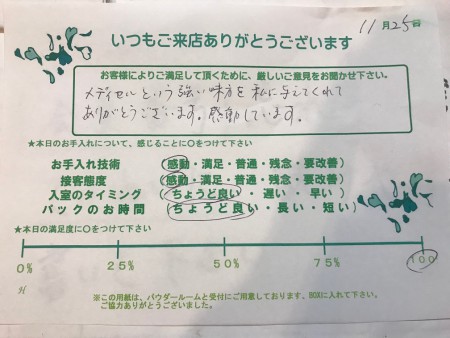 11月25日
いつもご来店ありがとうございます
お客様によりご満足して頂くために、厳しいご意見をお聞かせ下さい。
メディセルという強い味方を私に与えてくれて
ありがとうございます。感動しています。
★本日のお手入れについて、感じることに○をつけて下さい
お手入れ技術 (感動・満足・普通・残念・要改善)
接客態度 (感動・満足・普通・残念・要改善)
入室のタイミング (ちょうど良い・遅い・早い)
パックのお時間 (ちょうど良い・長い・短い)
★本日の満足度に○をつけて下さい
0% 25% 50% 75% 100
※この用紙は、パウダールームと受付にご用意しております、BOXに入れて下さい。
ご協力ありがとうございました。